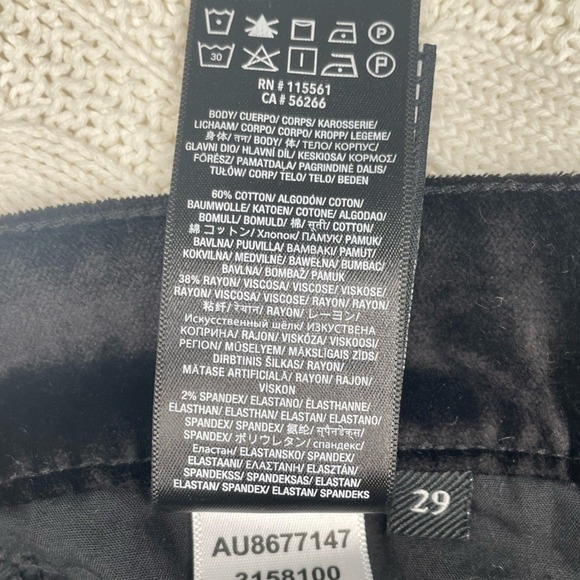 30
RN # 115561
CA # 56266
BODY/ CUERPO/ CORPS/ KAROSSERIE/
LICHAAM/ CORPO/ CORPO/ KROPP/ LEGEME/
身体/ तन/ BODY/ 体/ ТЕЛО/ KOPПУC/
GLAVNI DIO/ HLAVNÍ DÍL/ KESKIOSA/ ΚΟΡΜΟΣ/
FŐRÉSZ/ PAMATDAĻA/ PAGRINDINĖ DALIS/
TUŁÓW/ CORP/ TELO/ TELO/ BEDEN
60% COTTON/ ALGODÓN/ COTON/
BAUMWOLLE/ KATOEN/ COTONE/ ALGODAO/
BOMULL/ BOMULD/ 棉/ सूती/ COTTON/
綿 コットン/ Хлопок/ ПАМУК/ PAMUK/
BAVLNA/ PUUVILLA/ ΒΑΜΒΑΚΙ/ PAMUT/
KOKVILNA/ MEDVILNĖ/ BAWEŁNA/ BUMBAC/
BAVLNA/ BOMBAŽ/ PAMUK
38% RAYON/ VISCOSA/ VISCOSE/ VISKOSE/
RAYON/ VISCOSA/ VISCOSE/ RAYON/ RAYON/
粘纤/ रेयान/ RAYON/ レーヨン/
Искусственный шёлк/ ИЗКУСТВЕНА
КОПРИНА/ RAJON/ VISKÓZA/ VISKOOSI/
ΡΕΓΙΟΝ/ MŰSELYEM/ MĀKSLĪGAIS ZĪDS/
DIRBTINIS ŠILKAS/ RAYON/
MĂTASE ARTIFICIALĂ/ RAYON/ RAJON/
VISKON
2% SPANDEX/ ELASTANO/ ÉLASTHANNE/
ELASTHAN/ ELASTHAN/ ELASTAN/ ELASTANO/
SPANDEX/ SPANDEX/ 氨纶/ स्पैनडेक्स/
SPANDEX/ ポリウレタン/ спандекс/
Еластан/ ELASTANSKO/ SPANDEX/
ELASTAANI/ ΕΛΑΣΤΑΝΗ/ ELASZTÁN/
SPANDEKSS/ SPANDEKSAS/ ELASTAN/
ELASTAN/ SPANDEX/ ELASTAN/ SPANDEKS
29
AU8677147
3158100